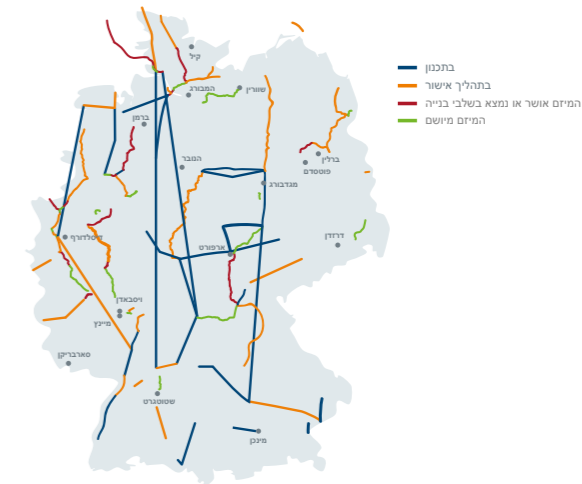 בתכנון
בתהליך אישור
המיזם אושר או נמצא בשלבי בנייה
המיזם מיושם
קיל
שוורין
המבורג
ברמן
הנובר
ברלין
פוטסדם
מגדבורג
דיסלדורף
ארפורט
דרזדן
ויסבאדן
מיינץ
סארבריקן
שטוטגרט
מינכן